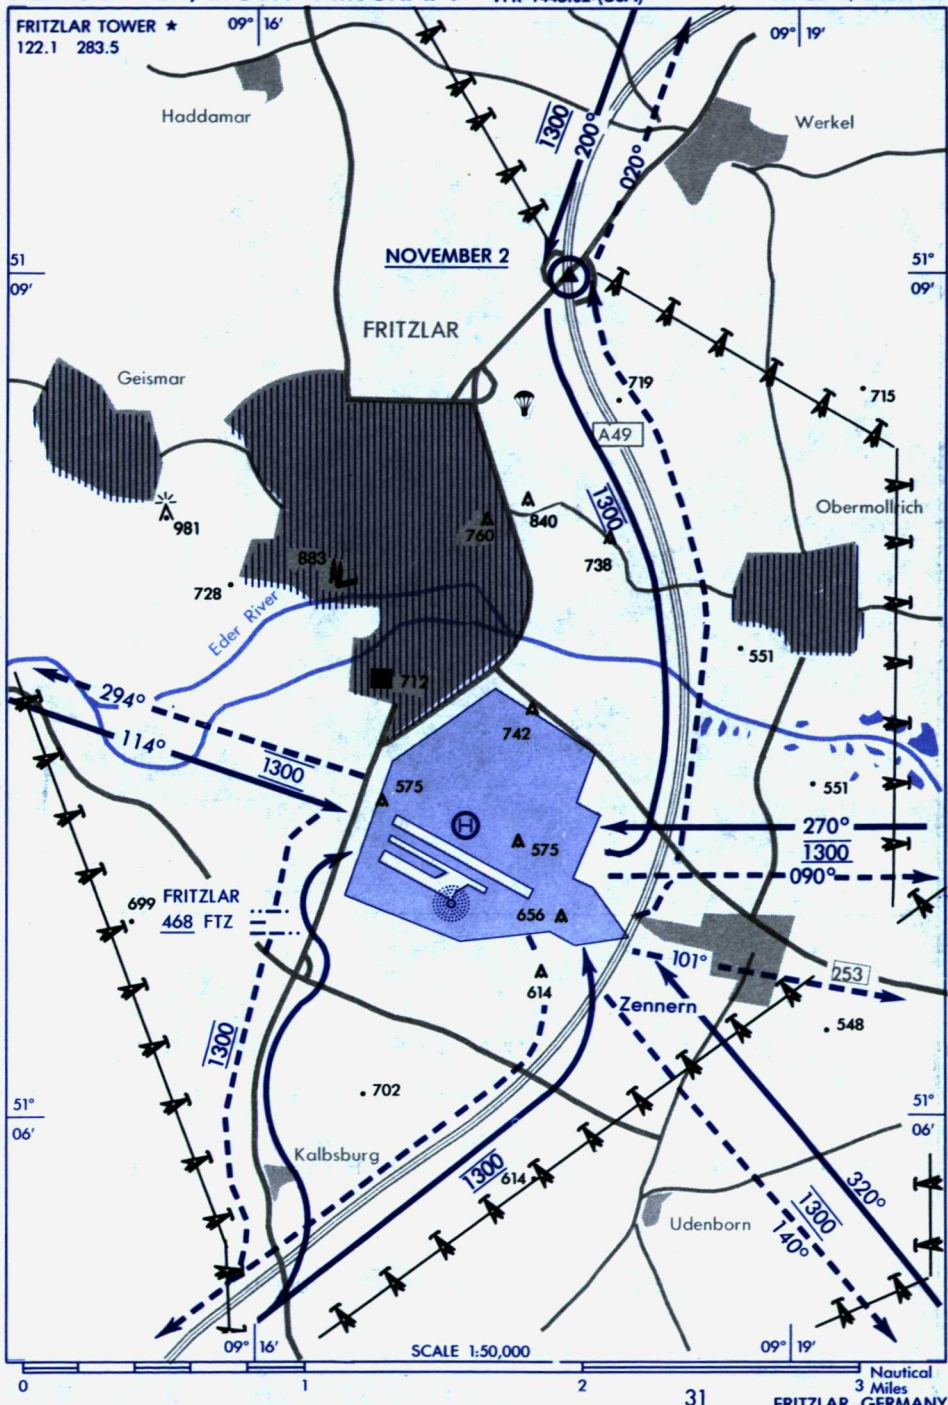 FRITZLAR TOWER ★
122.1 283.5
09° 16'
09° 19'
Haddamar
Werkel
1300
200°
020°
NOVEMBER 2
51
09'
51°
09'
FRITZLAR
Geismar
719
715
A49
981
840
760
1300
Obermollrich
738
883
728
Eder River
551
712
294°
742
114°
1300
575
551
270°
575
1300
090°
FRITZLAR
468 FTZ
699
656
101°
253
614
Zennern
548
1300
702
51°
06'
51°
06'
Kalbsburg
1300
614
320°
1300
140°
Udenborn
09° 16'
SCALE 1:50,000
09° 19'
0 1 2 3 Nautical
Miles
31
FRITZLAR, GERMANY